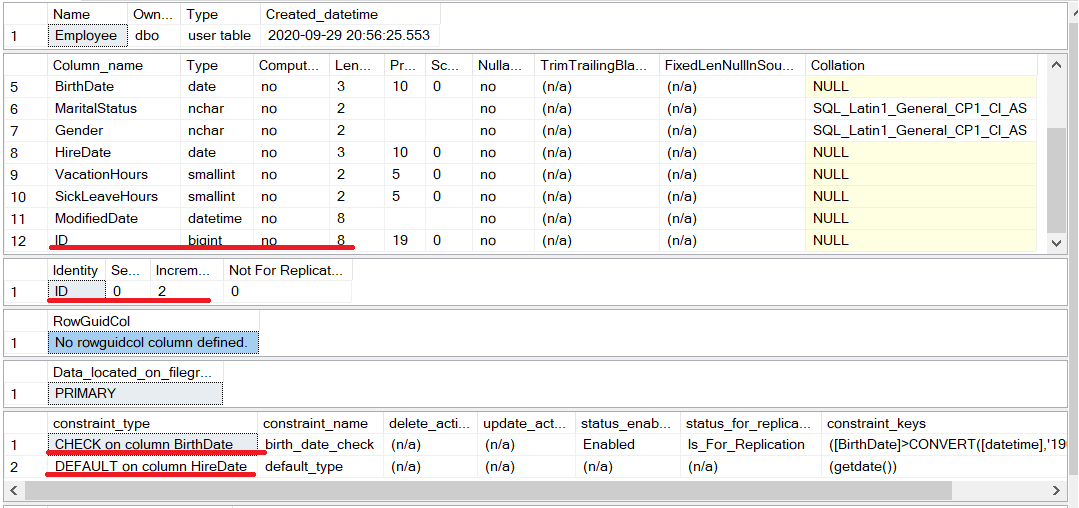 Name Own... Type Created_datetime
1 Employee dbo user table 2020-09-29 20:56:25.553
Column_name Type Comput... Len... Pr... Sc... Nulla... TrimTrailingBla... FixedLenNullInSou... Collation
5 BirthDate date no 3 10 0 no (n/a) (n/a) NULL
6 MaritalStatus nchar no 2 no (n/a) (n/a) SQL_Latin1_General_CP1_CI_AS
7 Gender nchar no 2 no (n/a) (n/a) SQL_Latin1_General_CP1_CI_AS
8 HireDate date no 3 10 0 no (n/a) (n/a) NULL
9 VacationHours smallint no 2 5 0 no (n/a) (n/a) NULL
10 SickLeaveHours smallint no 2 5 0 no (n/a) (n/a) NULL
11 ModifiedDate datetime no 8 no (n/a) (n/a) NULL
12 ID bigint no 8 19 0 no (n/a) (n/a) NULL
Identity Se... Increm... Not For Replicat...
1 ID 0 2 0
RowGuidCol
1 No rowguidcol column defined.
Data_located_on_filegr...
1 PRIMARY
constraint_type constraint_name delete_acti... update_act... status_enab... status_for_replica... constraint_keys
1 CHECK on column BirthDate birth_date_check (n/a) (n/a) Enabled Is_For_Replication ([BirthDate]>CONVERT([datetime],'19
2 DEFAULT on column HireDate default_type (n/a) (n/a) (n/a) (n/a) (getdate())